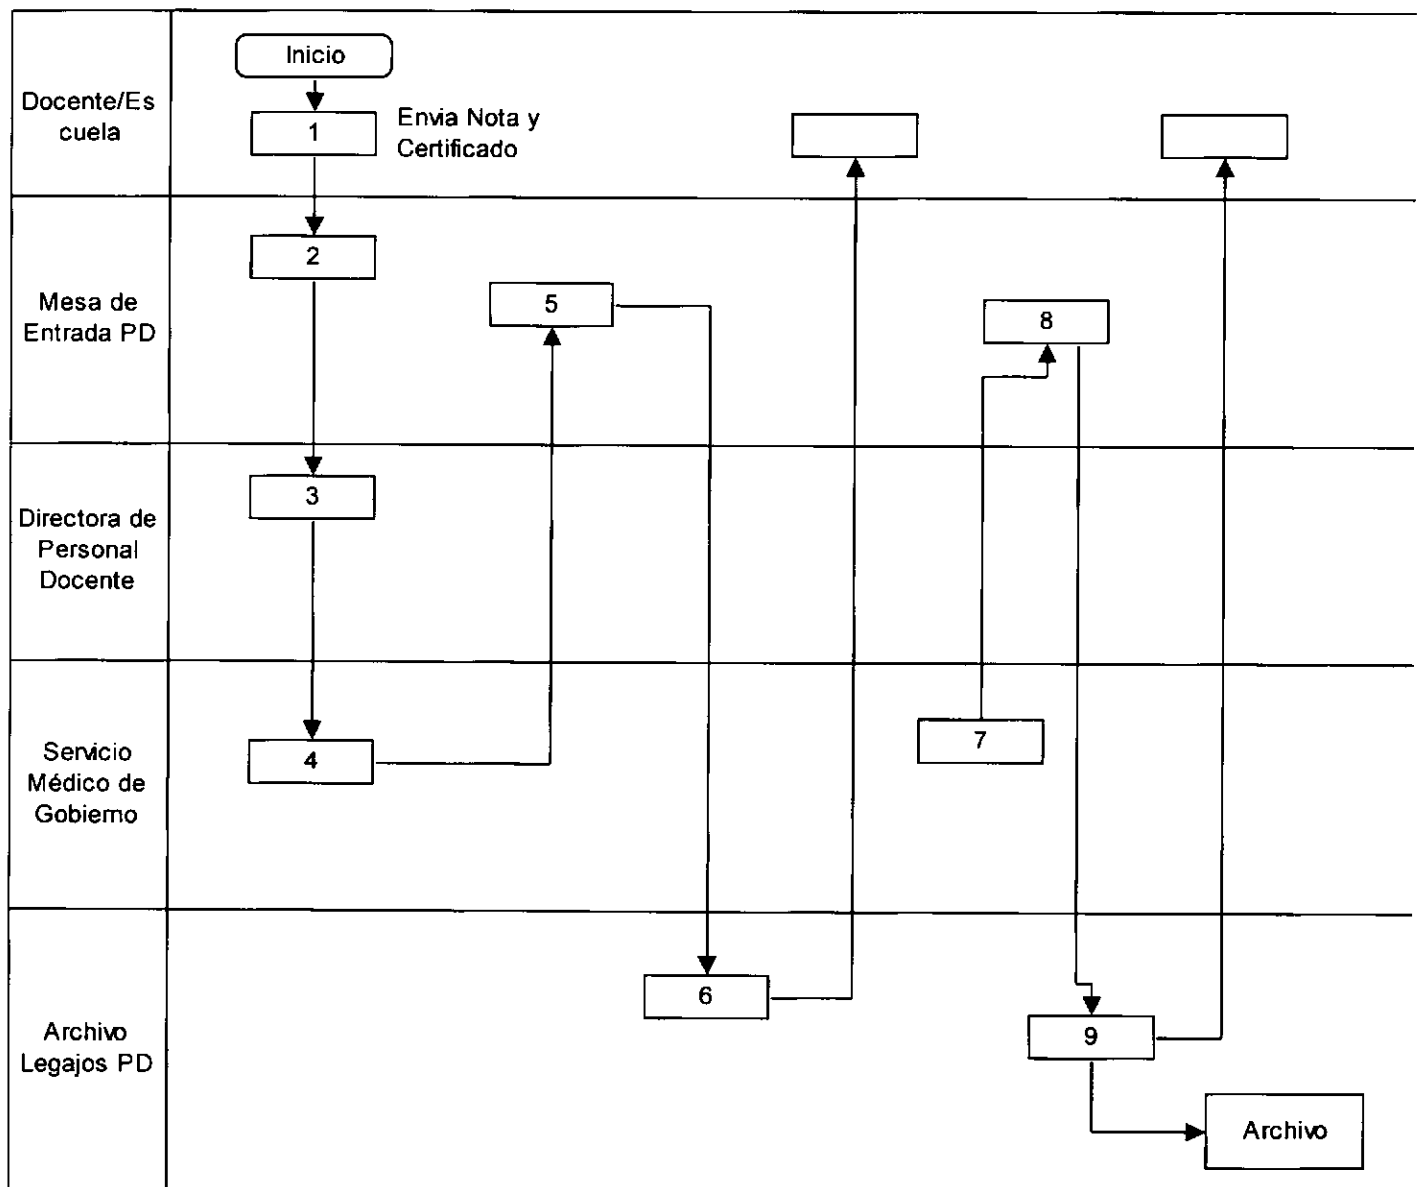 Inicio
Docente/Es
cuela
1
Envia Nota y
Certificado
2
Mesa de
Entrada PD
5
8
3
Directora de
Personal
Docente
Servicio
Médico de
Gobierno
4
7
6
Archivo
Legajos PD
9
Archivo